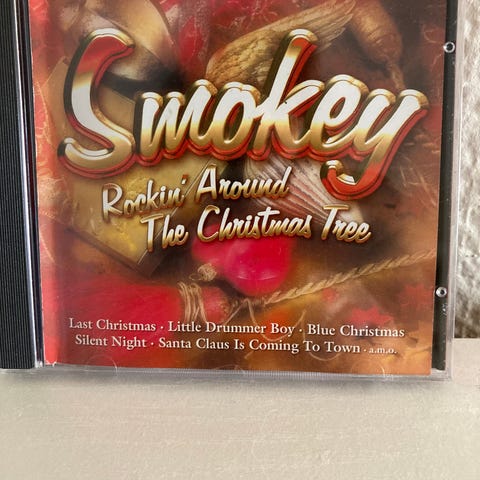 Smokey
Rockin' Around
The Christmas Tree
Last Christmas · Little Drummer Boy · Blue Christmas
Silent Night · Santa Claus Is Coming To Town · a.m.o.